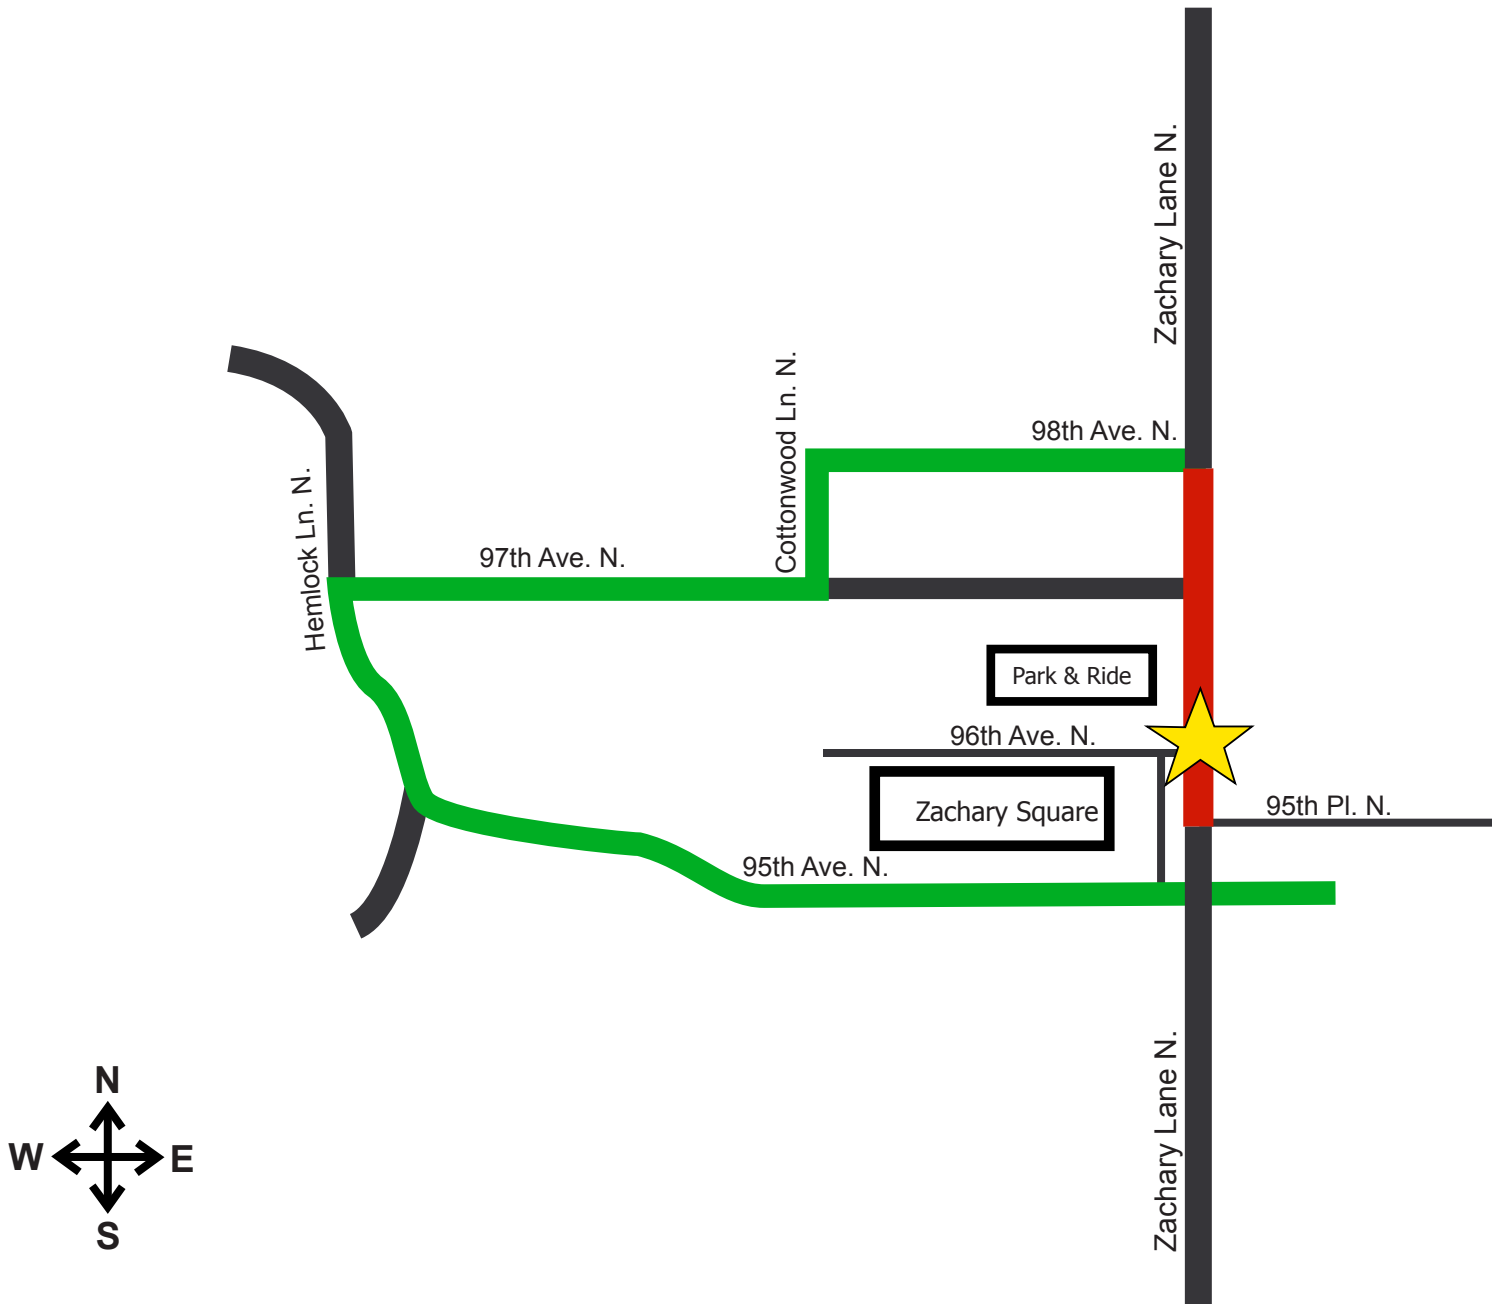 Zachary Lane N.
Cottonwood Ln. N.
98th Ave. N.
Hemlock Ln. N.
97th Ave. N.
Park & Ride
96th Ave. N.
Zachary Square
95th Pl. N.
95th Ave. N.
Zachary Lane N.
N
W
E
S